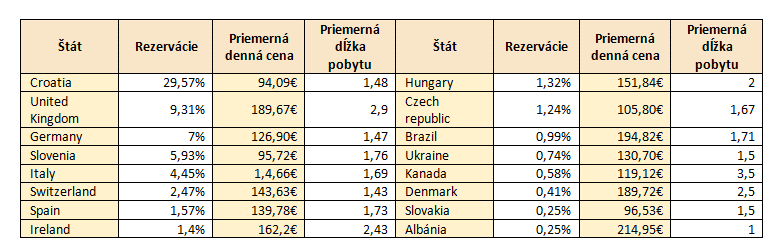 Štát Rezervácie Priemerná denná cena Priemerná dĺžka pobytu Štát Rezervácie Priemerná denná cena Priemerná dĺžka pobytu
Croatia 29,57% 94,09€ 1,48 Hungary 1,32% 151,84€ 2
United Kingdom 9,31% 189,67€ 2,9 Czech republic 1,24% 105,80€ 1,67
Germany 7% 126,90€ 1,47 Brazil 0,99% 194,82€ 1,71
Slovenia 5,93% 95,72€ 1,76 Ukraine 0,74% 130,70€ 1,5
Italy 4,45% 1,4,66€ 1,69 Kanada 0,58% 119,12€ 3,5
Switzerland 2,47% 143,63€ 1,43 Denmark 0,41% 189,72€ 2,5
Spain 1,57% 139,78€ 1,73 Slovakia 0,25% 96,53€ 1,5
Ireland 1,4% 162,2€ 2,43 Albánia 0,25% 214,95€ 1